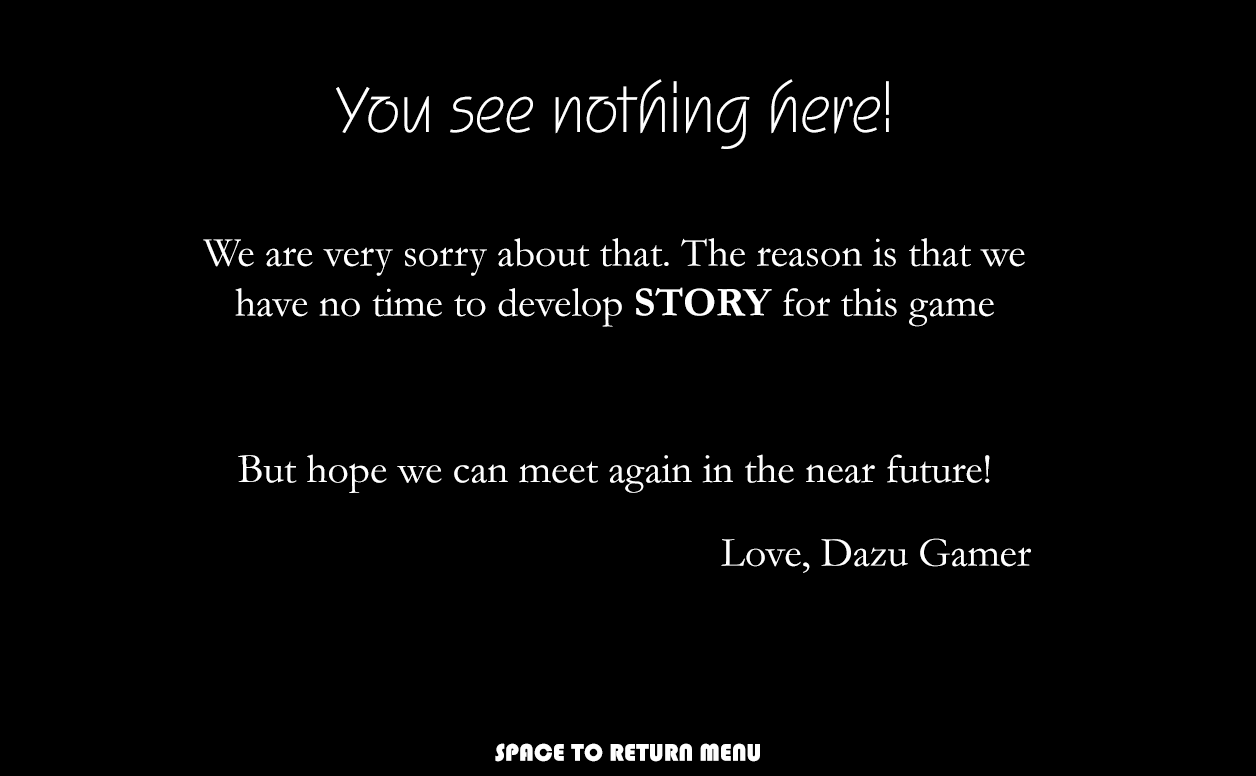 You see nothing here!
We are very sorry about that. The reason is that we
have no time to develop STORY for this game
But hope we can meet again in the near future!
Love, Dazu Gamer
SPACE TO RETURN MENU